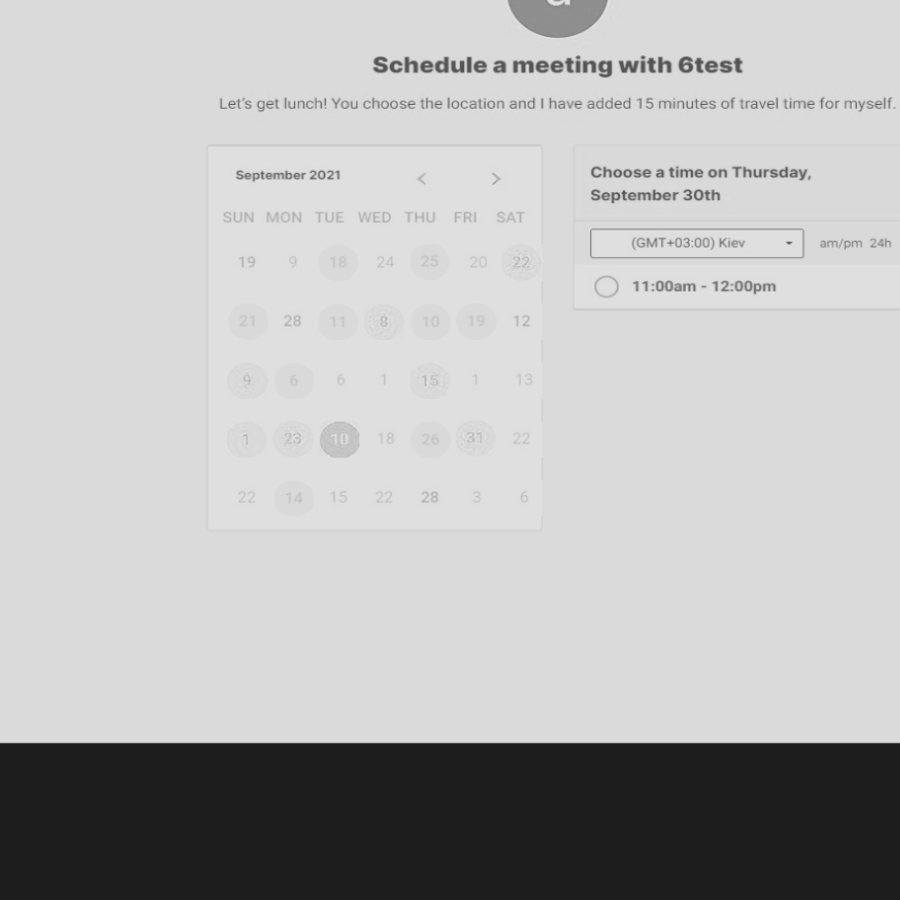 Schedule a meeting with 6test
Let's get lunch! You choose the location and I have added 15 minutes of travel time for myself.
September 2021 < >
SUN MON TUE WED THU FRI SAT
19 9 18 24 25 20 22
21 28 11 8 10 19 12
9 6 6 1 15 1 13
1 23 10 18 26 31 22
22 14 15 22 28 3 6
Choose a time on Thursday,
September 30th
(GMT+03:00) Kiev am/pm 24h
11:00am - 12:00pm